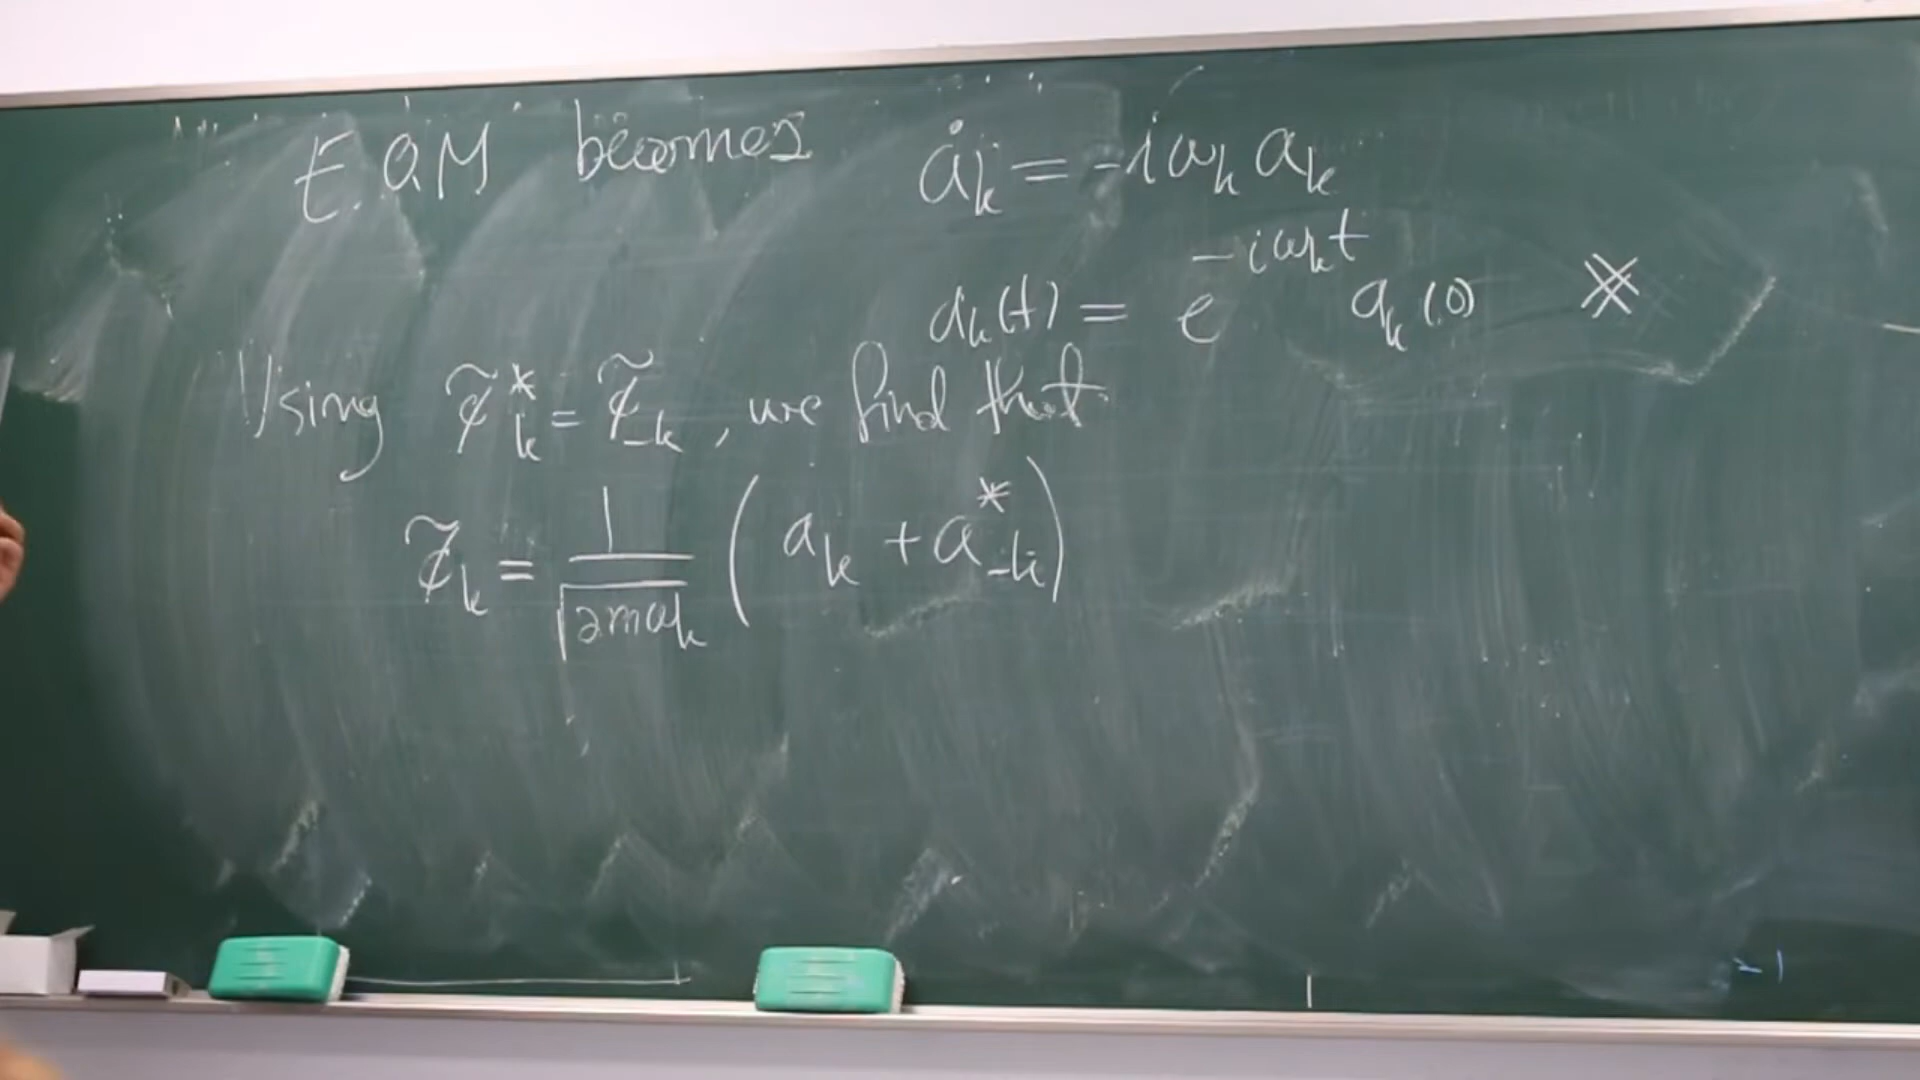 E.O.M becomes ȧₖ = -iωₖ aₖ
aₖ(t) = e^{-iωₖt} aₖ(0) ※
Using φ̃*ₖ = φ̃₋ₖ, we find that
φ̃ₖ = 1/√(2mωₖ) (aₖ + a*₋ₖ)